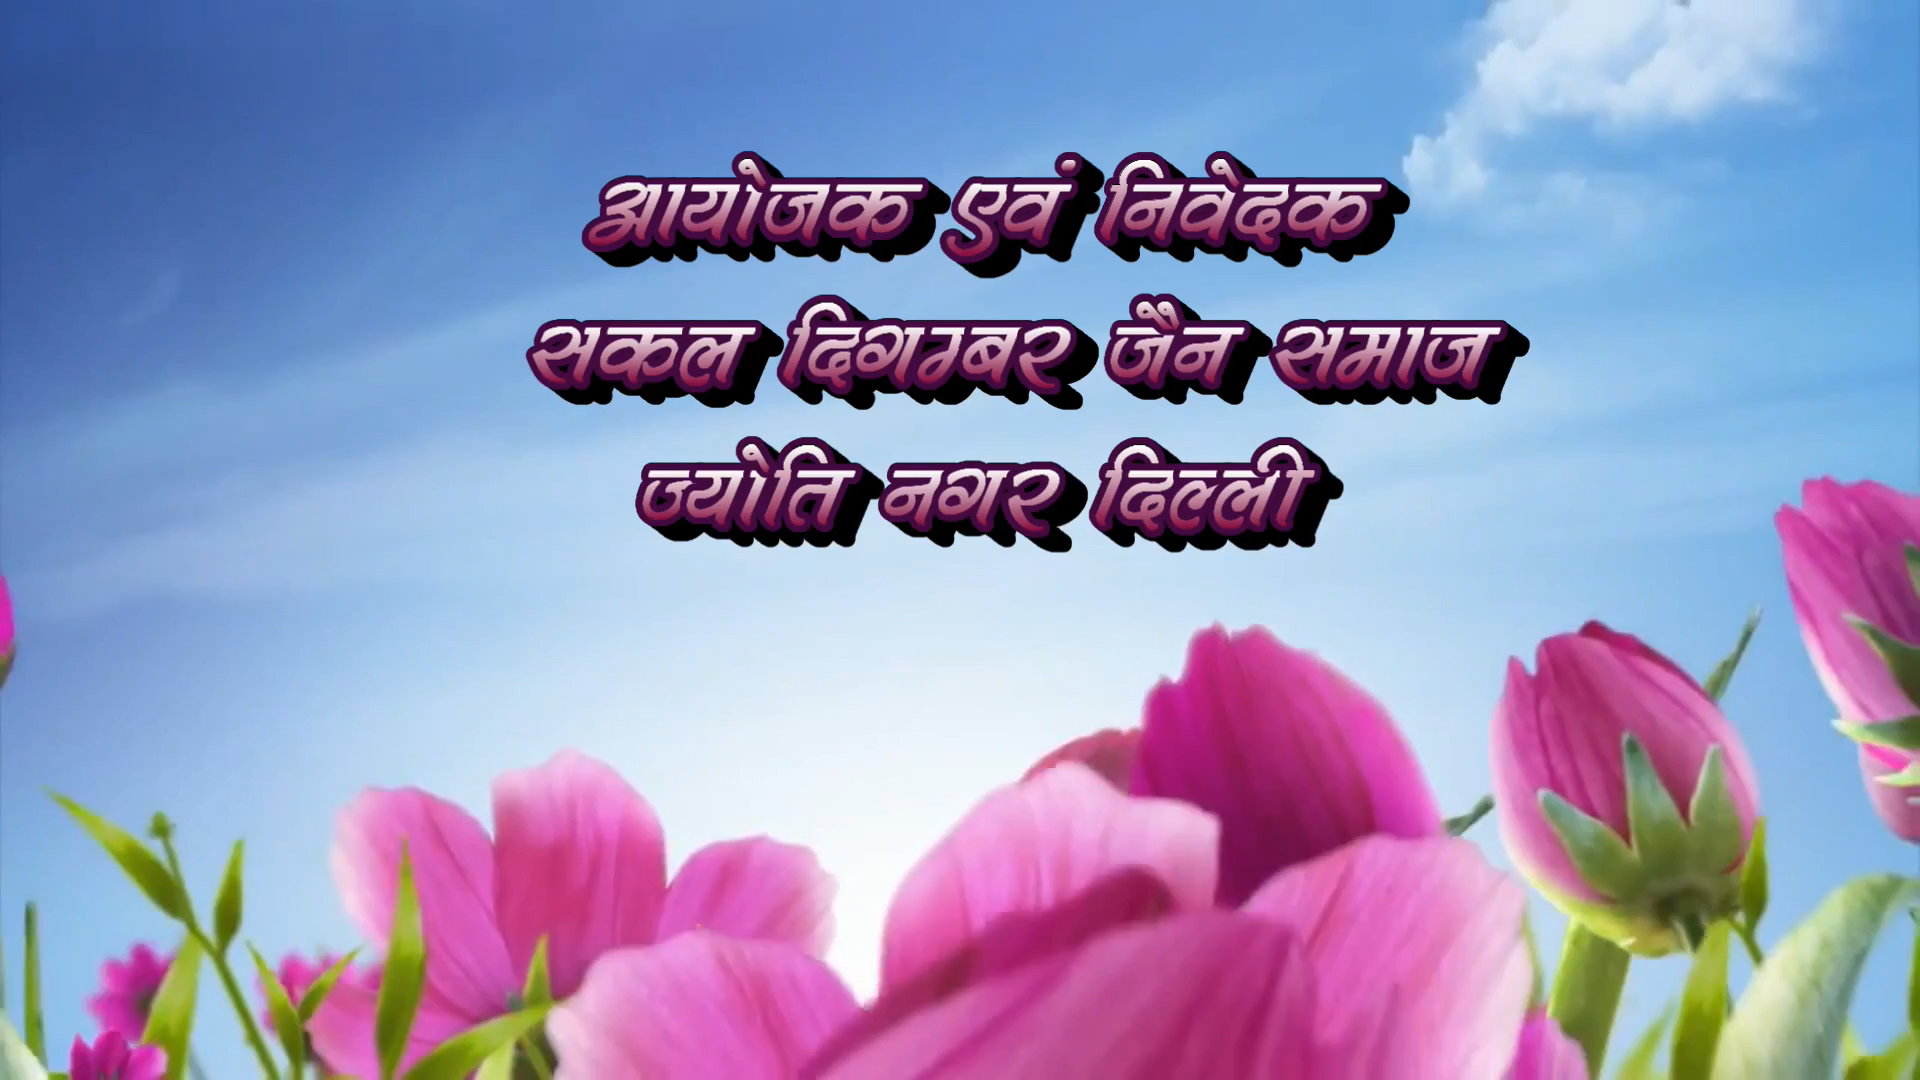 आयोजक एवं निवेदक
सकल दिगम्बर जैन समाज
ज्योति नगर दिल्ली